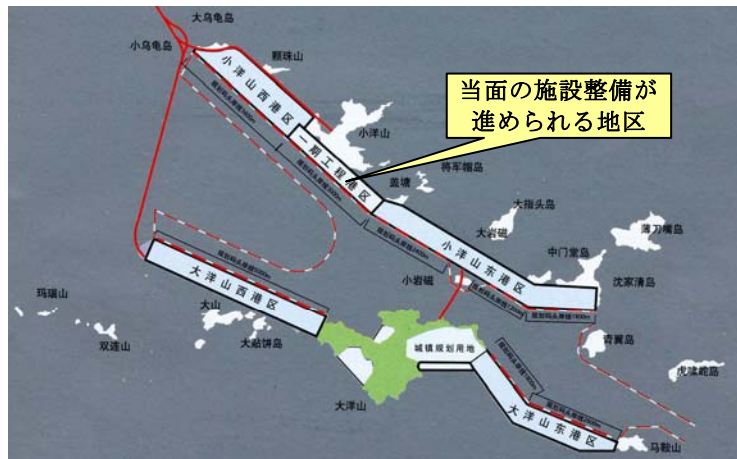 大乌龟岛
小乌龟岛
颗珠山
小洋山西港区
当面の施設整備が
進められる地区
小洋山
一期工程港区
将军帽岛
盖塘
大指头岛
薄刀嘴岛
大岩礁
中门堂岛
小洋山东港区
沈家湾岛
小岩礁
大洋山西港区
玛瑙山
大山
双连山
大贴饼岛
城镇规划用地
青翼岛
大洋山
大洋山东港区
马鞍山